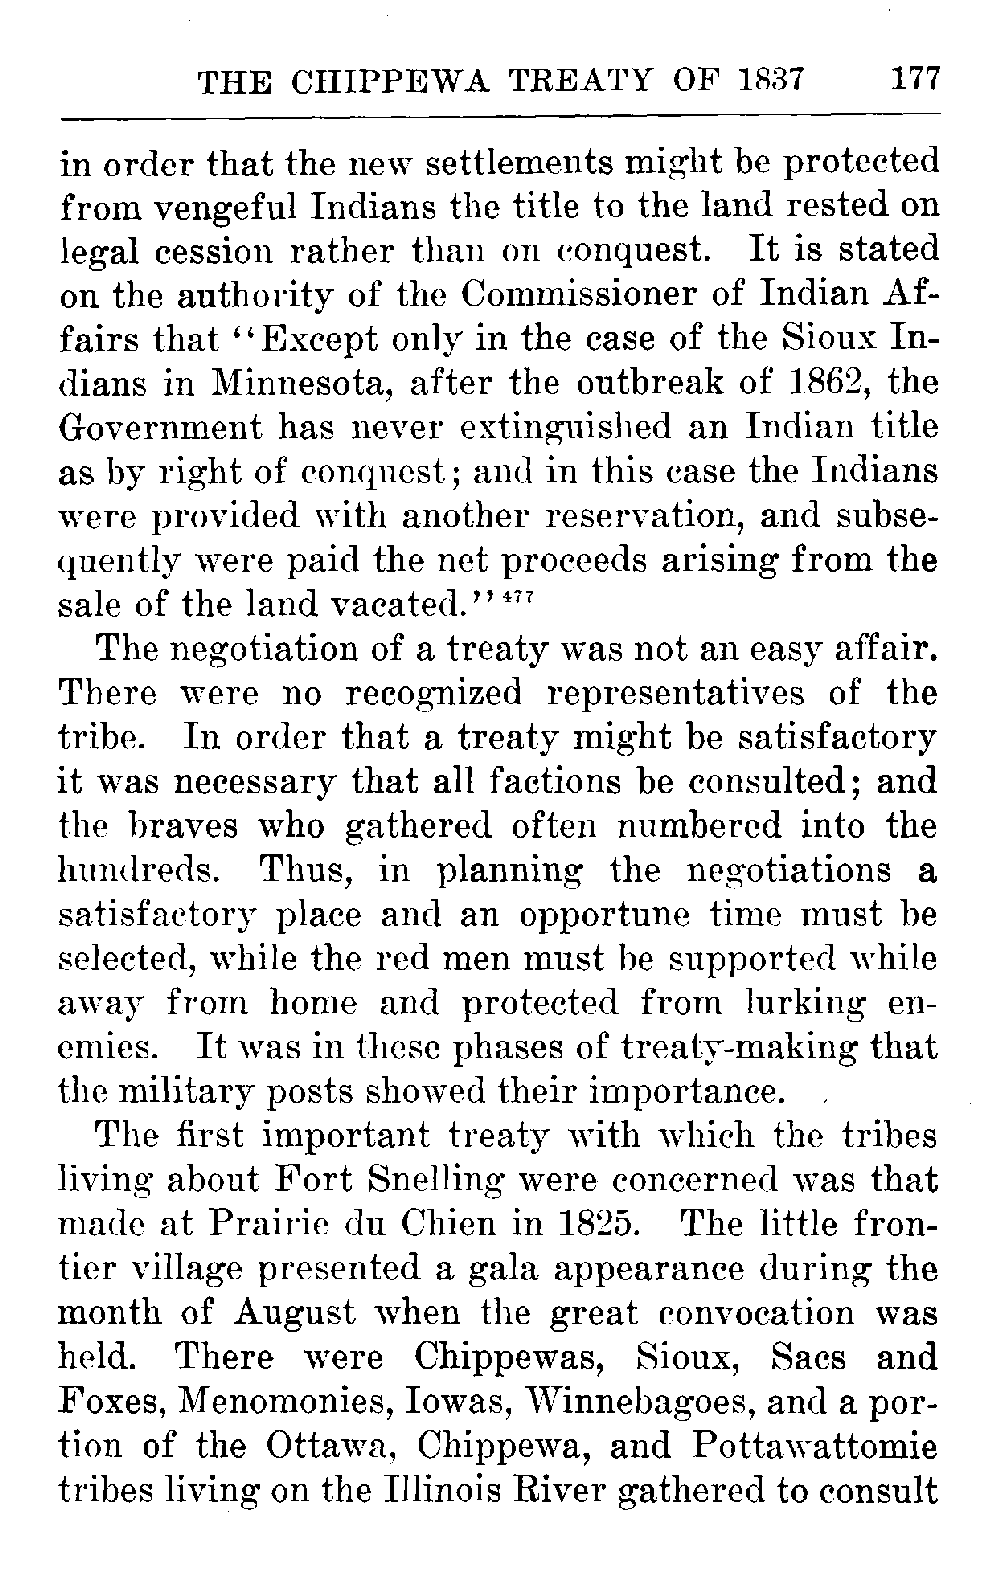 THE CHIPPEWA TREATY OF 1837 177
in order that the new settlements might be protected
from vengeful Indians the title to the land rested on
legal cession rather than on conquest. It is stated
on the authority of the Commissioner of Indian Af-
fairs that "Except only in the case of the Sioux In-
dians in Minnesota, after the outbreak of 1862, the
Government has never extinguished an Indian title
as by right of conquest; and in this case the Indians
were provided with another reservation, and subse-
quently were paid the net proceeds arising from the
sale of the land vacated." 477
The negotiation of a treaty was not an easy affair.
There were no recognized representatives of the
tribe. In order that a treaty might be satisfactory
it was necessary that all factions be consulted; and
the braves who gathered often numbered into the
hundreds. Thus, in planning the negotiations a
satisfactory place and an opportune time must be
selected, while the red men must be supported while
away from home and protected from lurking en-
emies. It was in these phases of treaty-making that
the military posts showed their importance.
The first important treaty with which the tribes
living about Fort Snelling were concerned was that
made at Prairie du Chien in 1825. The little fron-
tier village presented a gala appearance during the
month of August when the great convocation was
held. There were Chippewas, Sioux, Sacs and
Foxes, Menomonies, Iowas, Winnebagoes, and a por-
tion of the Ottawa, Chippewa, and Pottawattomie
tribes living on the Illinois River gathered to consult